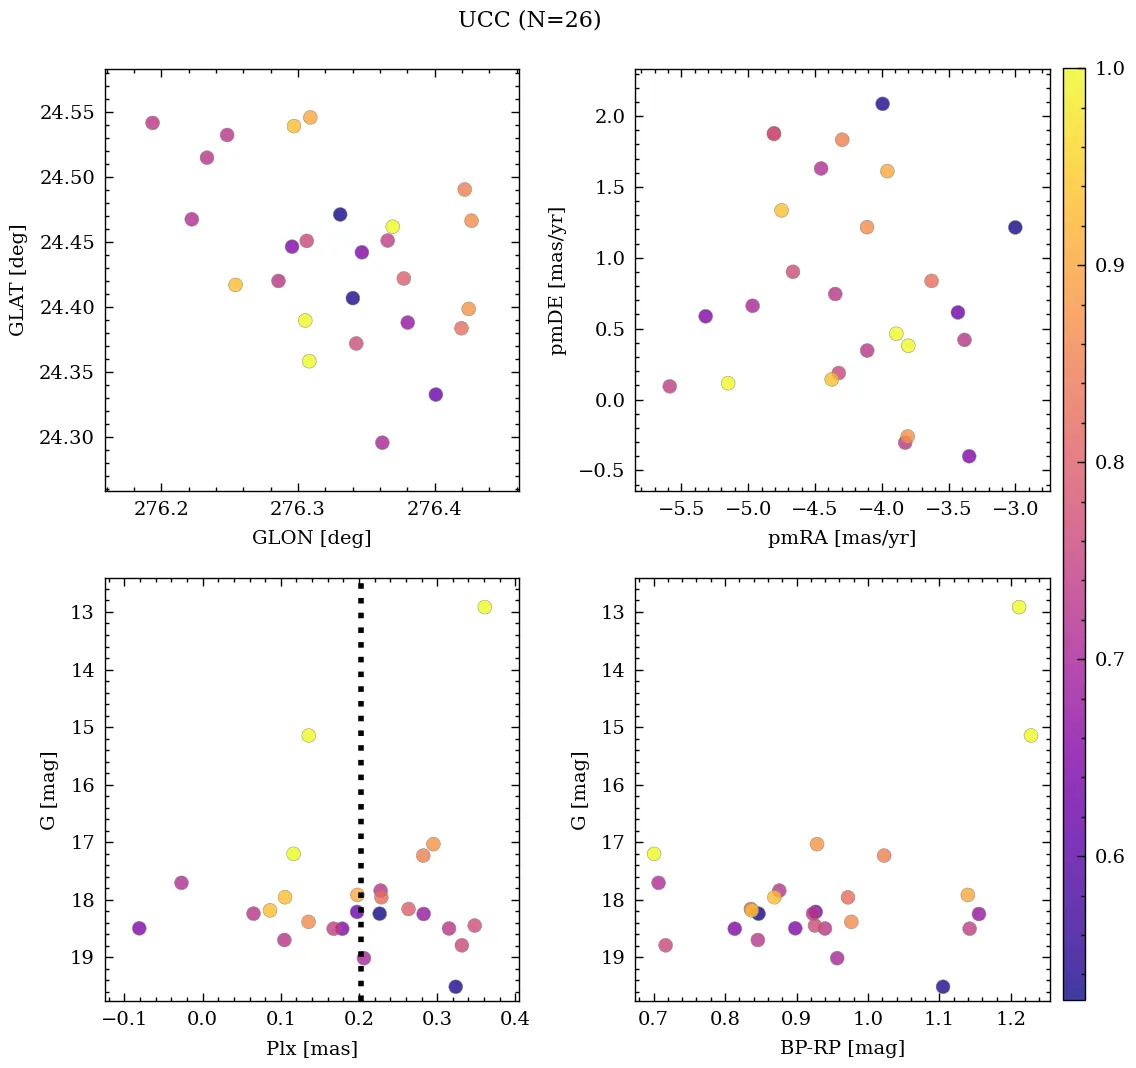 UCC (N=26)
24.55
24.50
24.45
24.40
24.35
24.30
GLAT [deg]
276.2 276.3 276.4
GLON [deg]
2.0
1.5
1.0
0.5
0.0
−0.5
pmDE [mas/yr]
−5.5 −5.0 −4.5 −4.0 −3.5 −3.0
pmRA [mas/yr]
1.0
0.9
0.8
0.7
0.6
13
14
15
16
17
18
19
G [mag]
−0.1 0.0 0.1 0.2 0.3 0.4
Plx [mas]
13
14
15
16
17
18
19
G [mag]
0.7 0.8 0.9 1.0 1.1 1.2
BP-RP [mag]